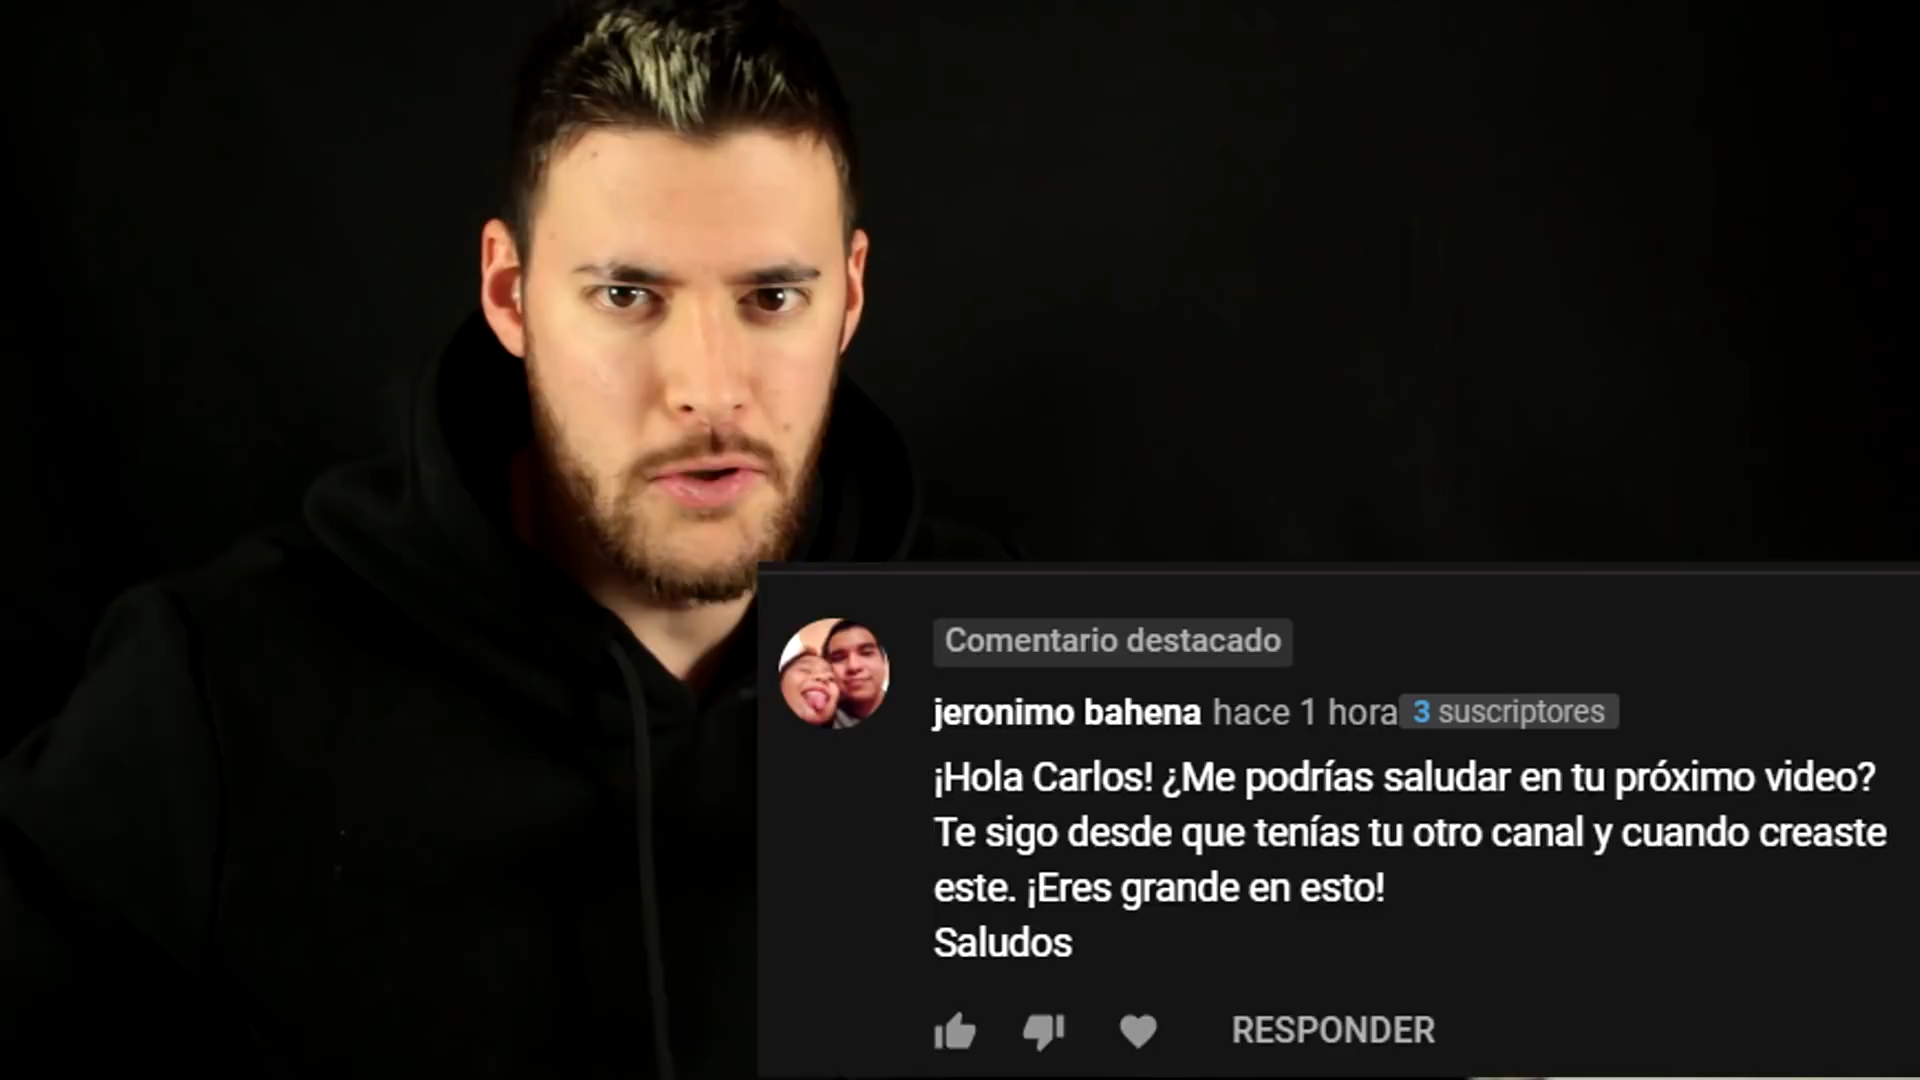 Comentario destacado
jeronimo bahena hace 1 hora 3 suscriptores
¡Hola Carlos! ¿Me podrías saludar en tu próximo video?
Te sigo desde que tenías tu otro canal y cuando creaste
este. ¡Eres grande en esto!
Saludos
RESPONDER